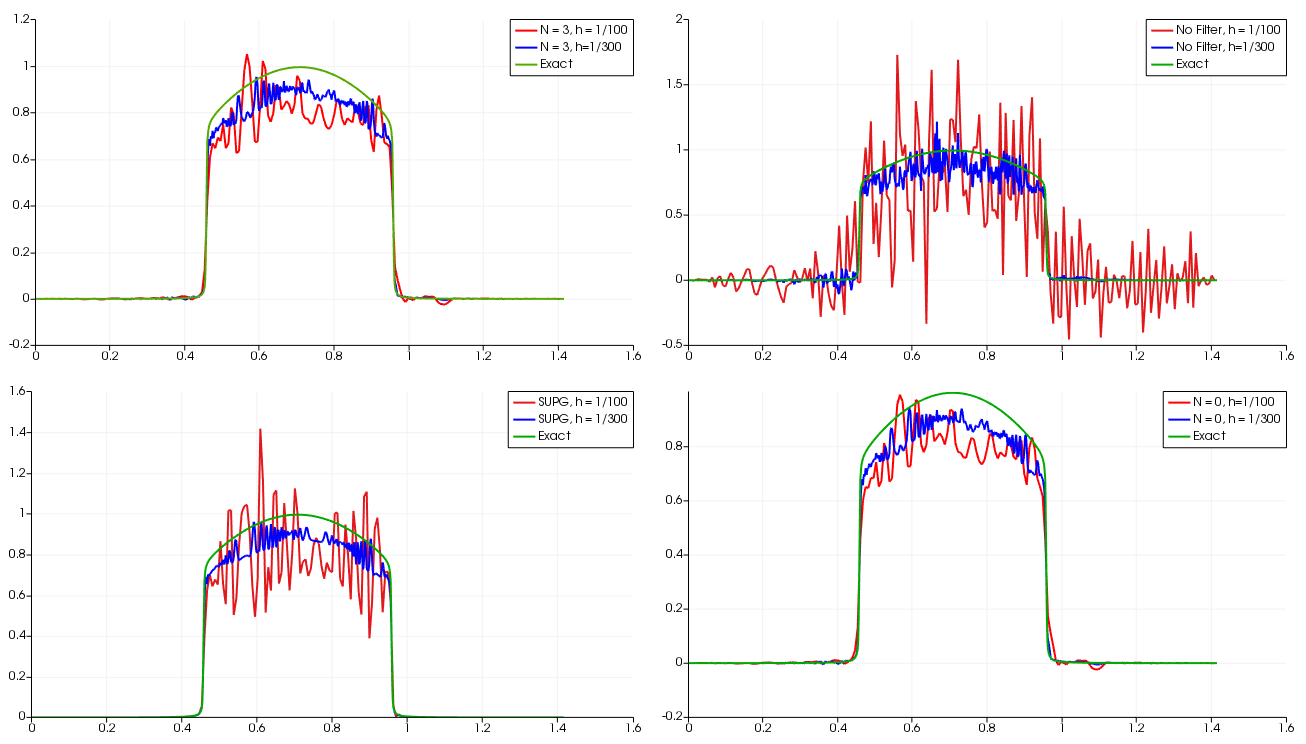 1.2
1
0.8
0.6
0.4
0.2
0
-0.2
0 0.2 0.4 0.6 0.8 1 1.2 1.4 1.6
N = 3, h = 1/100
N = 3, h=1/300
Exact
2
1.5
1
0.5
0
-0.5
0 0.2 0.4 0.6 0.8 1 1.2 1.4 1.6
No Filter, h = 1/100
No Filter, h=1/300
Exact
1.6
1.4
1.2
1
0.8
0.6
0.4
0.2
0
0 0.2 0.4 0.6 0.8 1 1.2 1.4 1.6
SUPG, h = 1/100
SUPG, h = 1/300
Exact
0.8
0.6
0.4
0.2
0
-0.2
0 0.2 0.4 0.6 0.8 1 1.2 1.4 1.6
N = 0, h=1/100
N = 0, h = 1/300
Exact